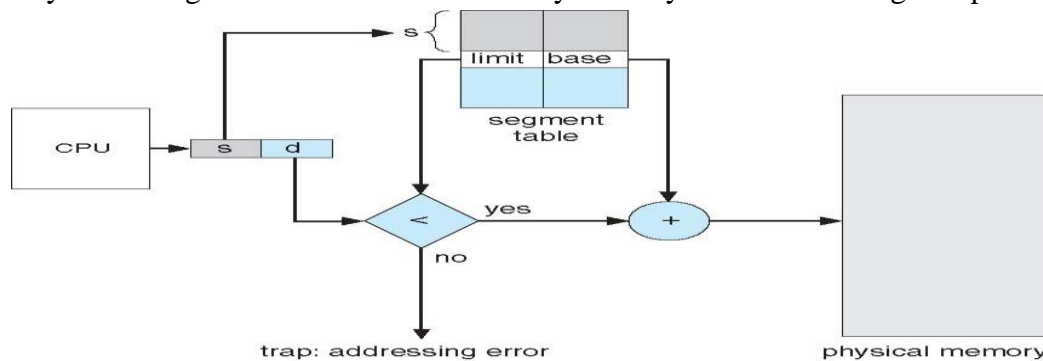 s
limit base
segment
table
CPU
s d
<
yes
+
no
trap: addressing error
physical memory